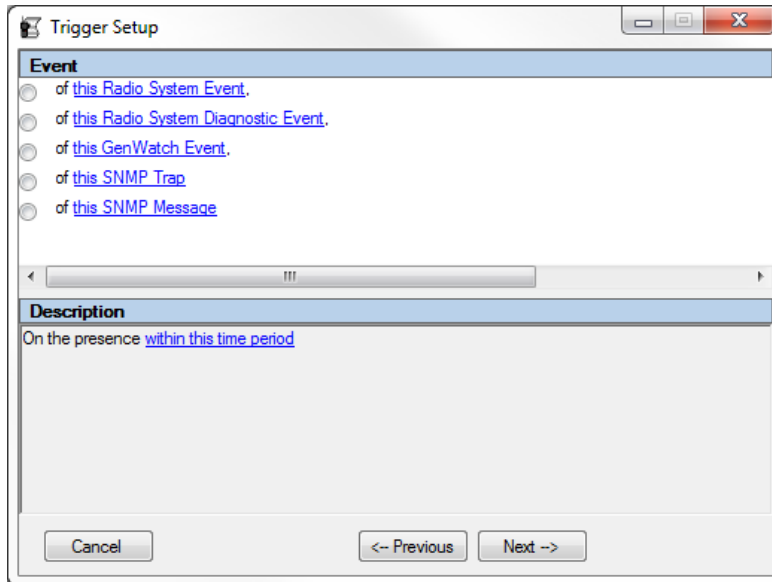 Trigger Setup
Event
of this Radio System Event,
of this Radio System Diagnostic Event,
of this GenWatch Event,
of this SNMP Trap
of this SNMP Message
Description
On the presence within this time period
Cancel
<-- Previous
Next -->